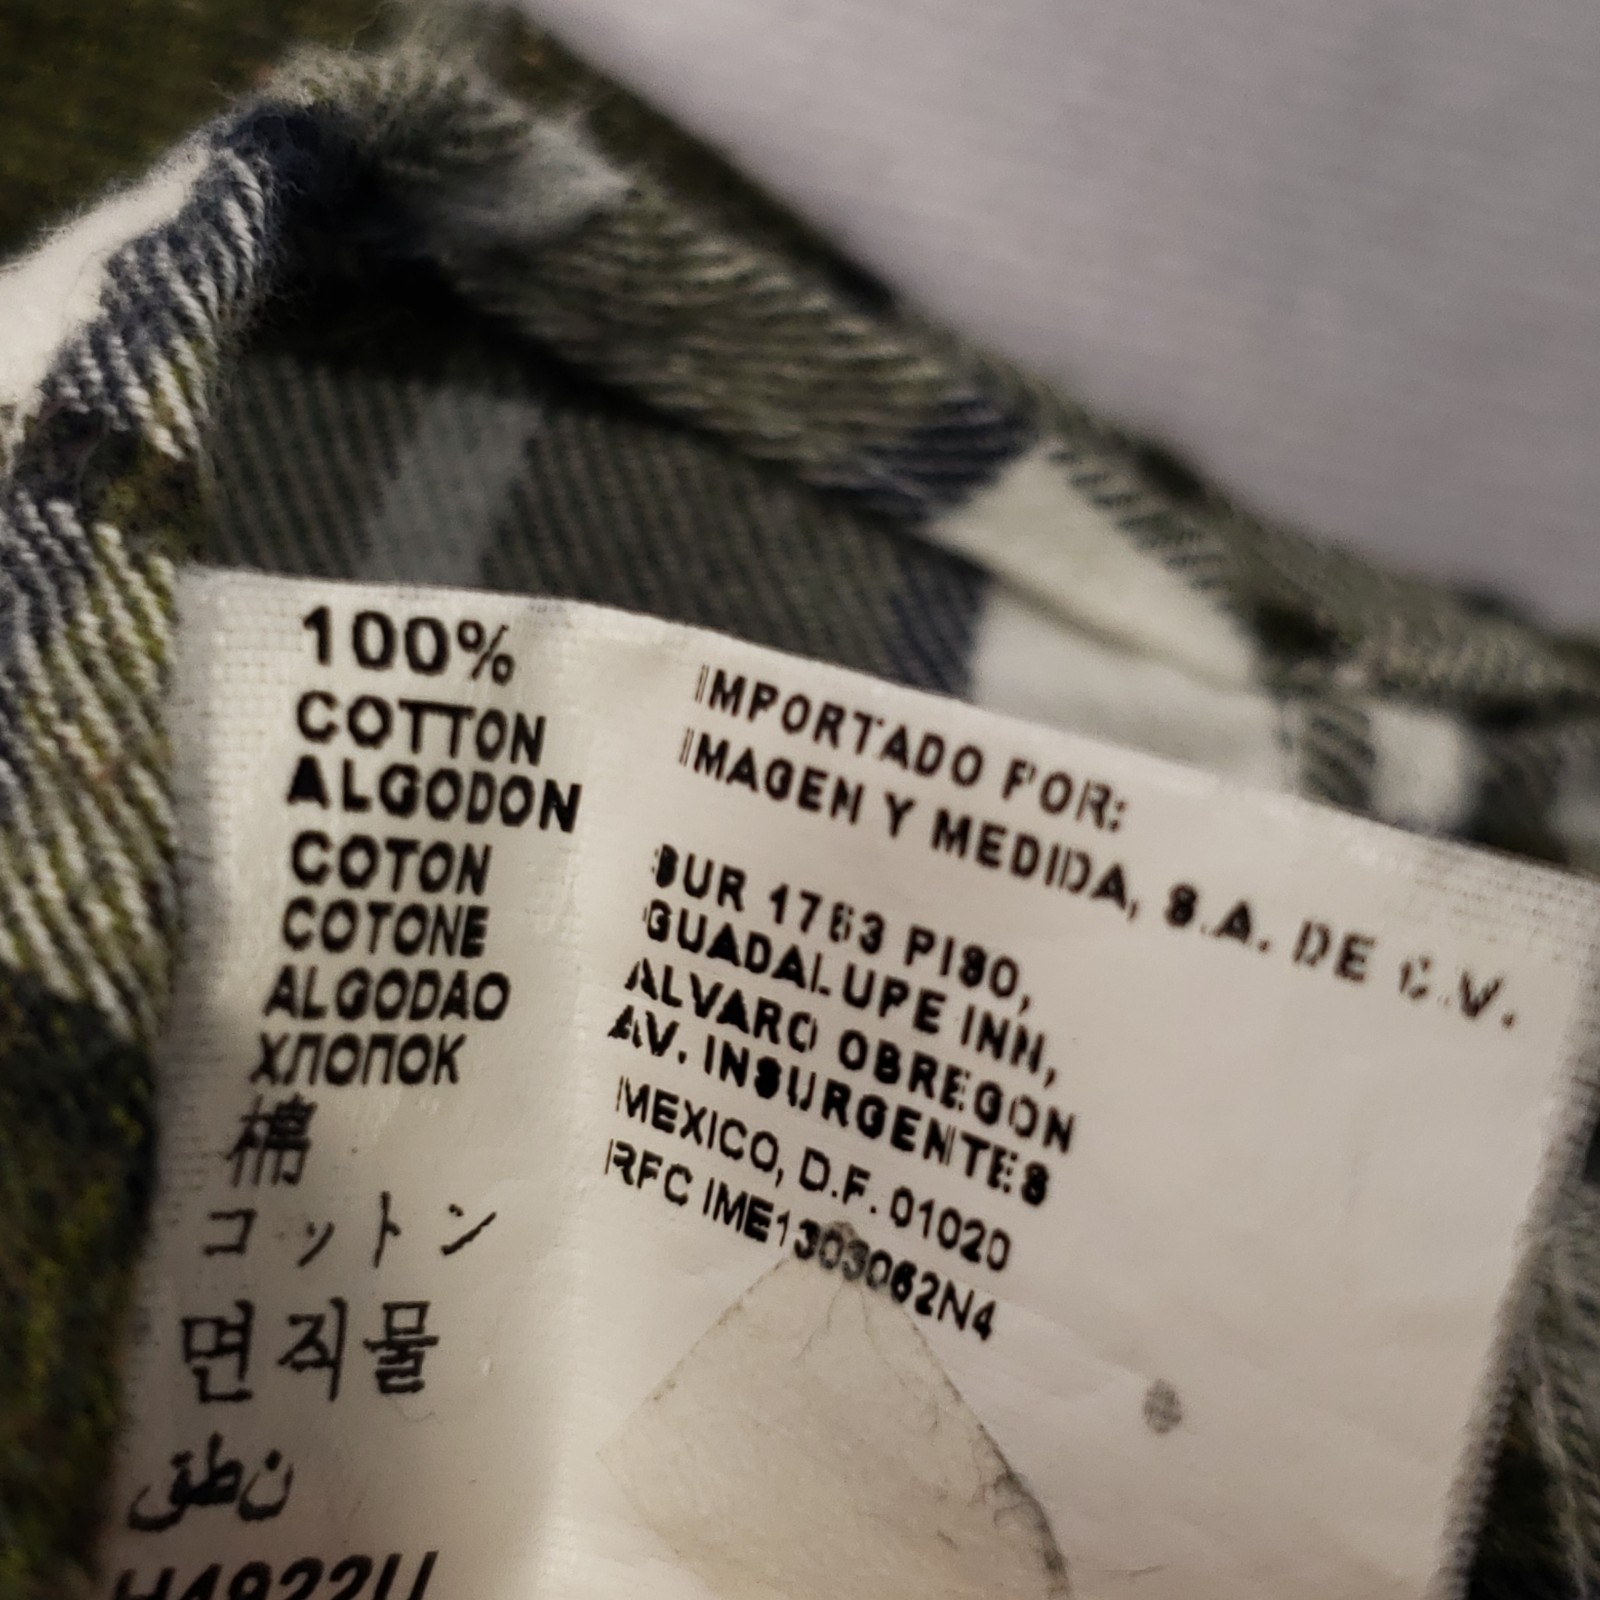 100%
COTTON
ALGODON
COTON
COTONE
ALGODAO
ХЛОПОК
棉
コットン
면직물
قطن
IMPORTADO POR:
IMAGEN Y MEDIDA, S.A. DE C.V.
SUR 1763 PISO,
GUADALUPE INN,
ALVARO OBREGON
AV. INSURGENTES
MEXICO, D.F. 01020
RFC IME1303062N4